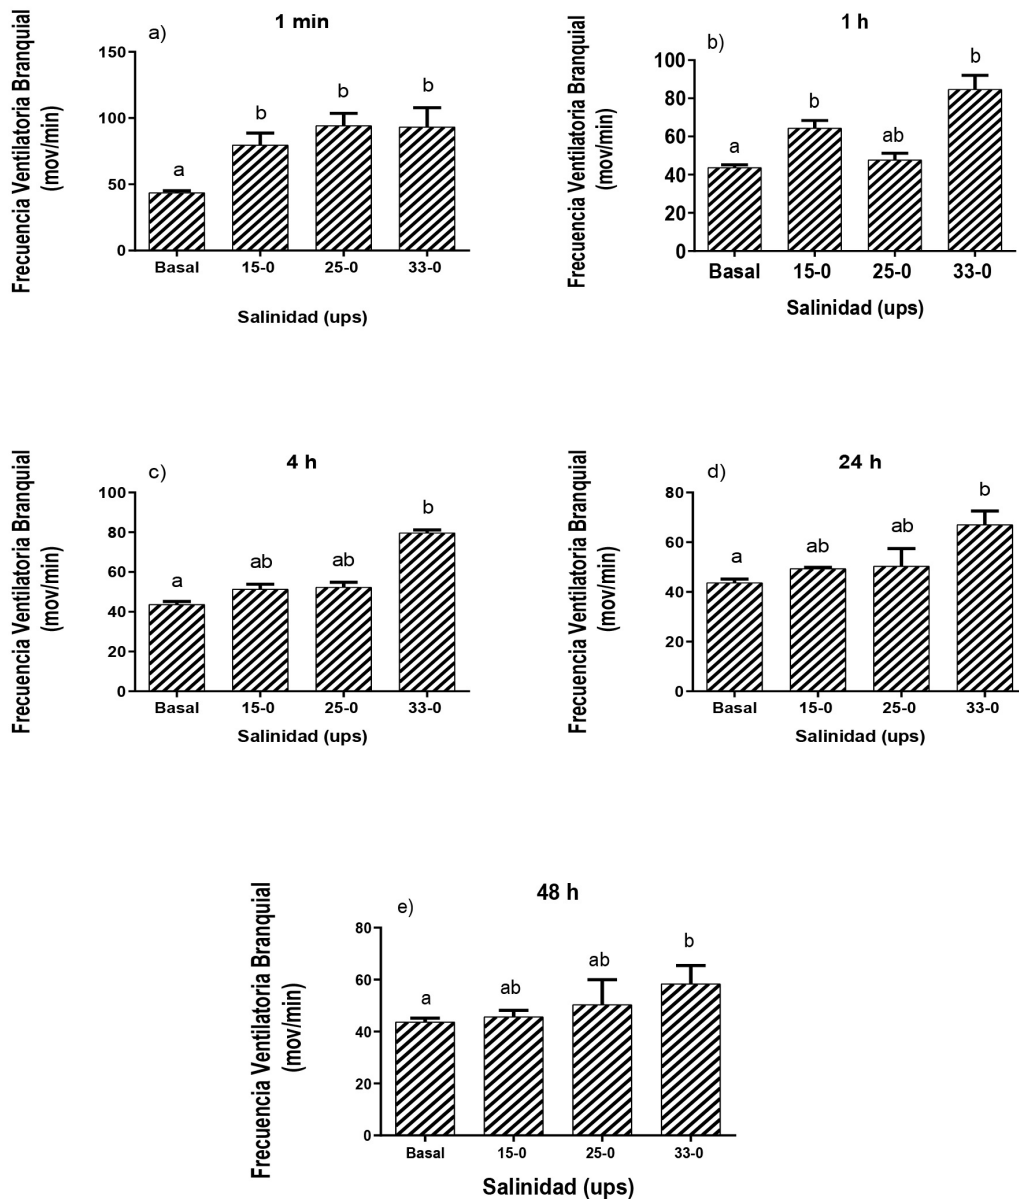 a)
1 min
Frecuencia Ventilatoria Branquial
(mov/min)
150
100
50
0
a
b
b
b
Basal
15-0
25-0
33-0
Salinidad (ups)
b)
1 h
Frecuencia Ventilatoria Branquial
(mov/min)
100
80
60
40
20
0
a
b
ab
b
Basal
15-0
25-0
33-0
Salinidad (ups)
c)
4 h
Frecuencia Ventilatoria Branquial
(mov/min)
100
80
60
40
20
0
a
ab
ab
b
Basal
15-0
25-0
33-0
Salinidad (ups)
d)
24 h
Frecuencia Ventilatoria Branquial
(mov/min)
80
60
40
20
0
a
ab
ab
b
Basal
15-0
25-0
33-0
Salinidad (ups)
e)
48 h
Frecuencia Ventilatoria Branquial
(mov/min)
80
60
40
20
0
a
ab
ab
b
Basal
15-0
25-0
33-0
Salinidad (ups)